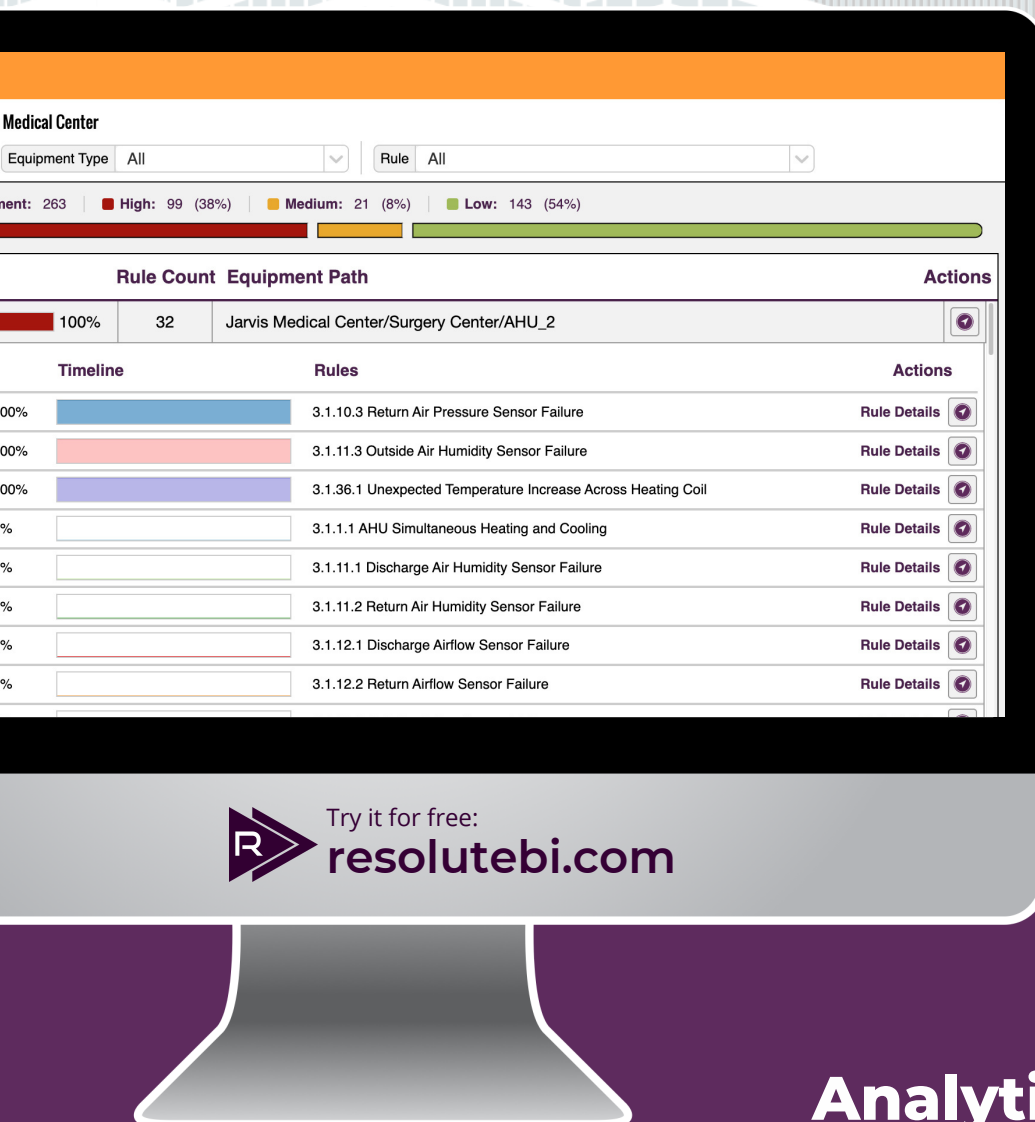 Medical Center
Equipment Type All Rule All
ment: 263 High: 99 (38%) Medium: 21 (8%) Low: 143 (54%)
Rule Count Equipment Path Actions
100% 32 Jarvis Medical Center/Surgery Center/AHU_2
Timeline Rules Actions
00% 3.1.10.3 Return Air Pressure Sensor Failure Rule Details
00% 3.1.11.3 Outside Air Humidity Sensor Failure Rule Details
00% 3.1.36.1 Unexpected Temperature Increase Across Heating Coil Rule Details
% 3.1.1.1 AHU Simultaneous Heating and Cooling Rule Details
% 3.1.11.1 Discharge Air Humidity Sensor Failure Rule Details
% 3.1.11.2 Return Air Humidity Sensor Failure Rule Details
% 3.1.12.1 Discharge Airflow Sensor Failure Rule Details
% 3.1.12.2 Return Airflow Sensor Failure Rule Details
R
Try it for free:
resolutebi.com
Analyti